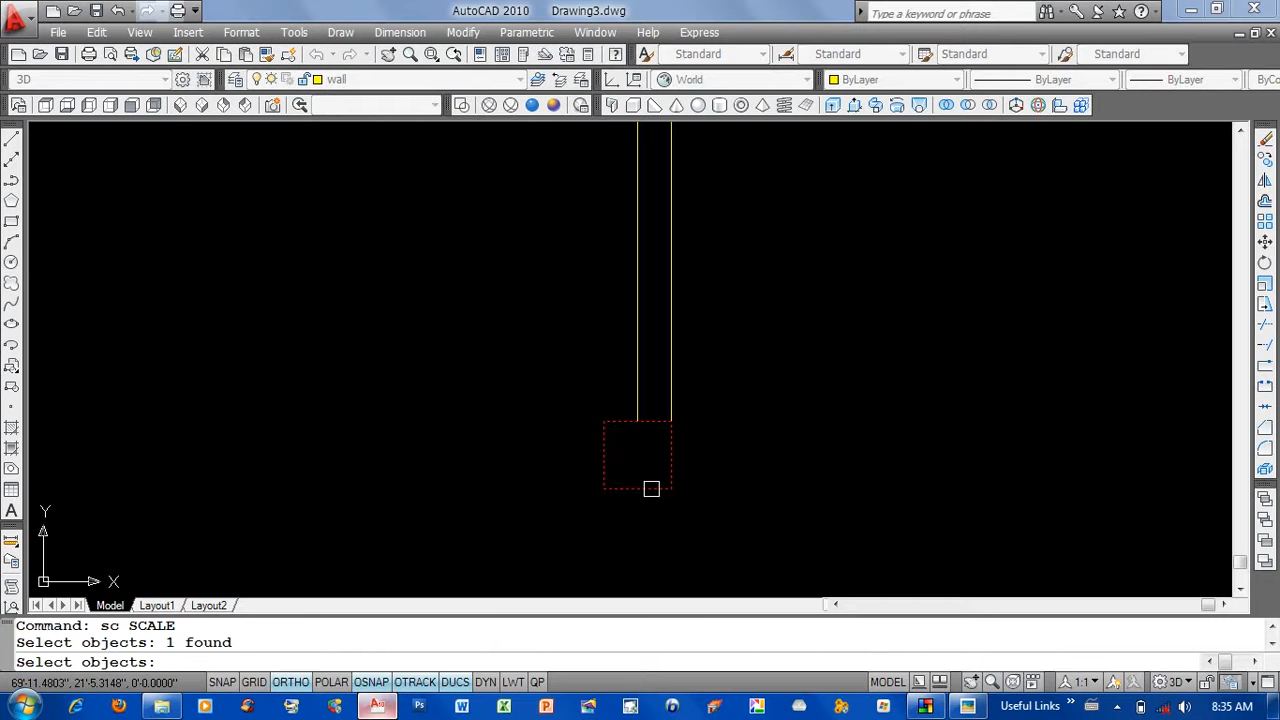 AutoCAD 2010 Drawing3.dwg
Type a keyword or phrase
File Edit View Insert Format Tools Draw Dimension Modify Parametric Window Help Express
Standard Standard Standard Standard
3D wall World ByLayer ByLayer ByLayer ByCo
Y
X
Model Layout1 Layout2
Command: sc SCALE
Select objects: 1 found
Select objects:
69'-11.4803", 21'-5.3148", 0'-0.0000" SNAP GRID ORTHO POLAR OSNAP OTRACK DUCS DYN LWT QP MODEL 1:1 3D
Useful Links » 8:35 AM